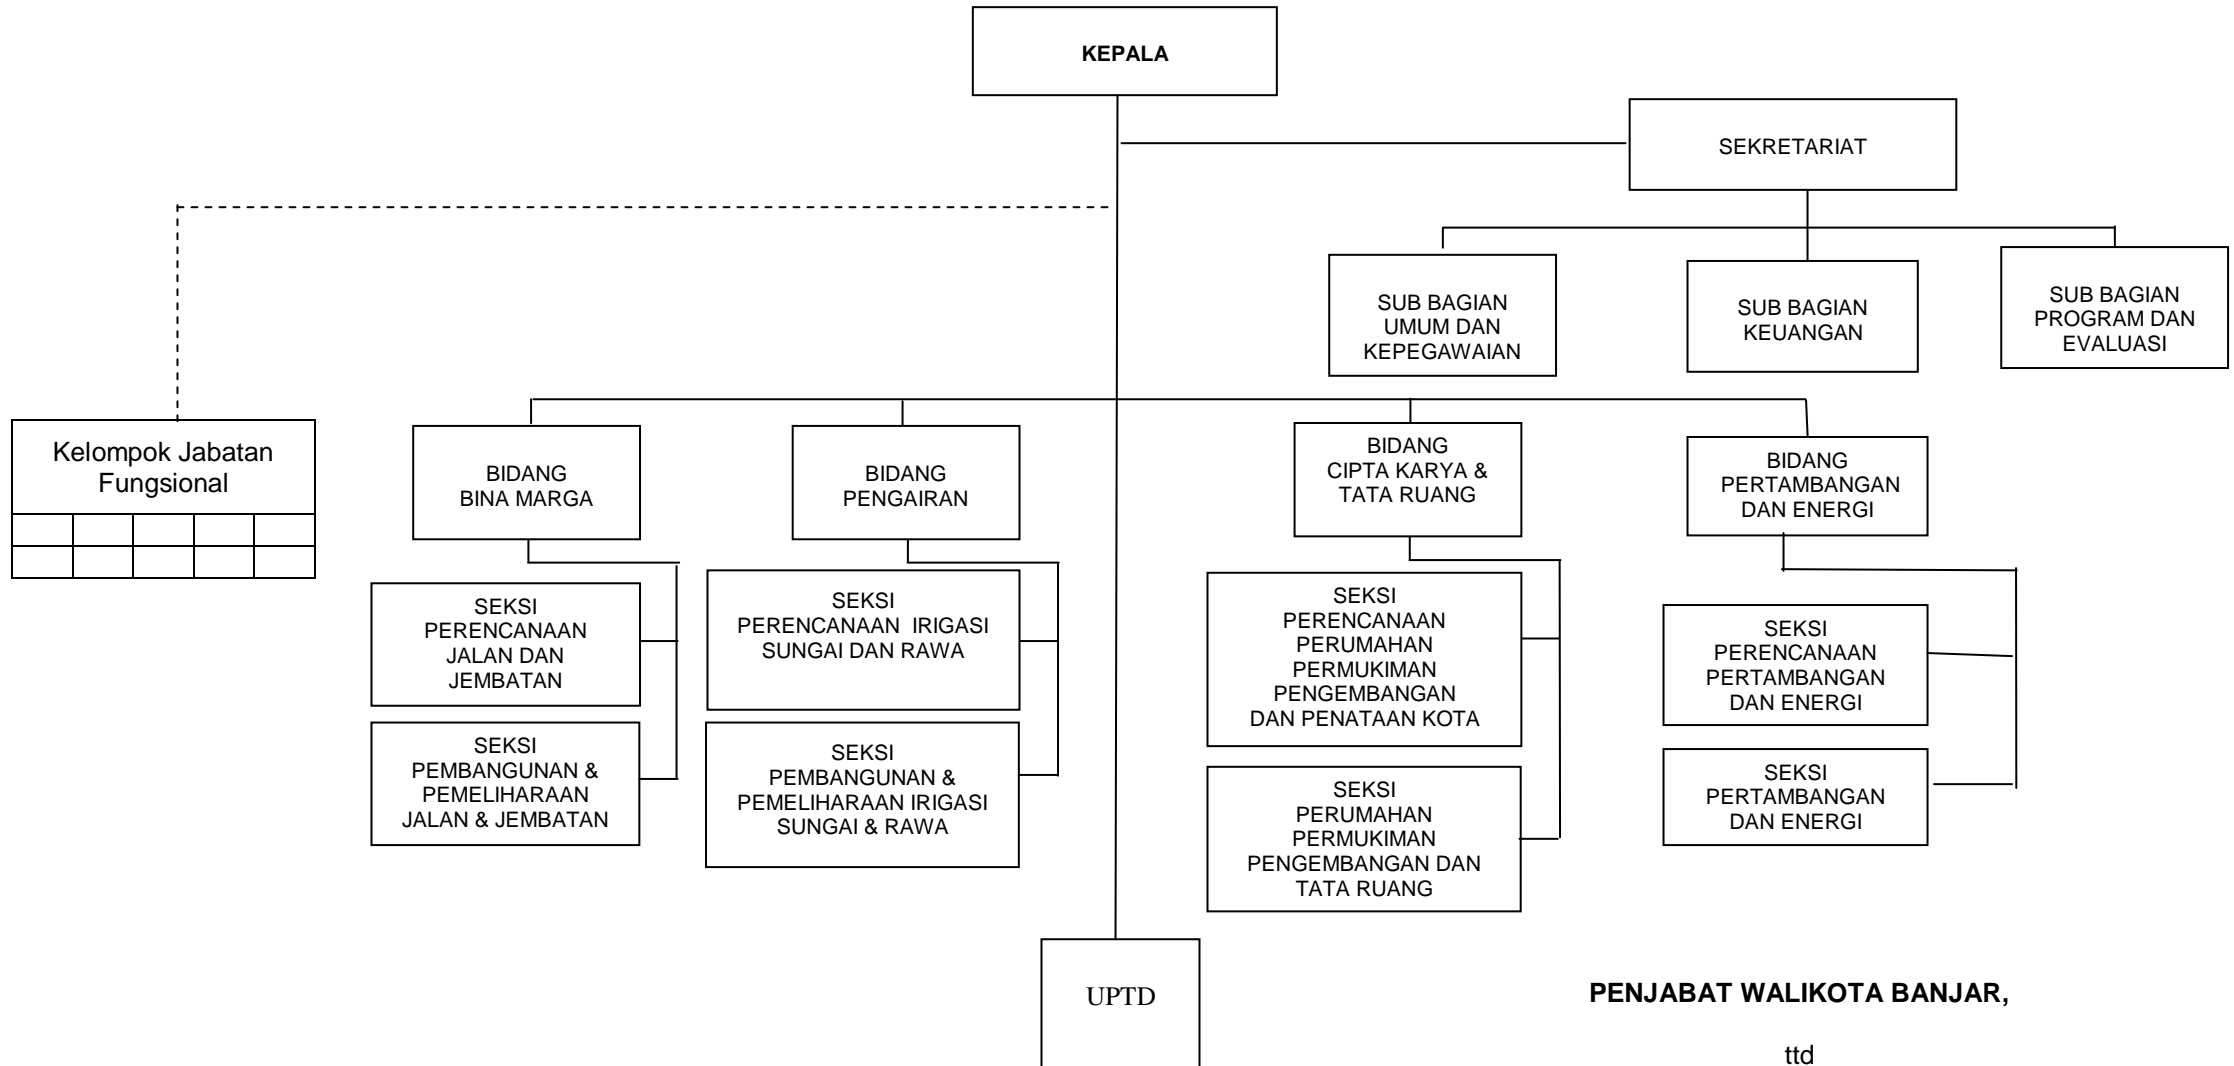 KEPALA
SEKRETARIAT
SUB BAGIAN
UMUM DAN
KEPEGAWAIAN
SUB BAGIAN
KEUANGAN
SUB BAGIAN
PROGRAM DAN
EVALUASI
Kelompok Jabatan
Fungsional
BIDANG
BINA MARGA
BIDANG
PENGAIRAN
BIDANG
CIPTA KARYA &
TATA RUANG
BIDANG
PERTAMBANGAN
DAN ENERGI
SEKSI
PERENCANAAN
JALAN DAN
JEMBATAN
SEKSI
PERENCANAAN IRIGASI
SUNGAI DAN RAWA
SEKSI
PERENCANAAN
PERUMAHAN
PERMUKIMAN
PENGEMBANGAN
DAN PENATAAN KOTA
SEKSI
PERENCANAAN
PERTAMBANGAN
DAN ENERGI
SEKSI
PEMBANGUNAN &
PEMELIHARAAN
JALAN & JEMBATAN
SEKSI
PEMBANGUNAN &
PEMELIHARAAN IRIGASI
SUNGAI & RAWA
SEKSI
PERUMAHAN
PERMUKIMAN
PENGEMBANGAN DAN
TATA RUANG
SEKSI
PERTAMBANGAN
DAN ENERGI
UPTD
PENJABAT WALIKOTA BANJAR,
ttd